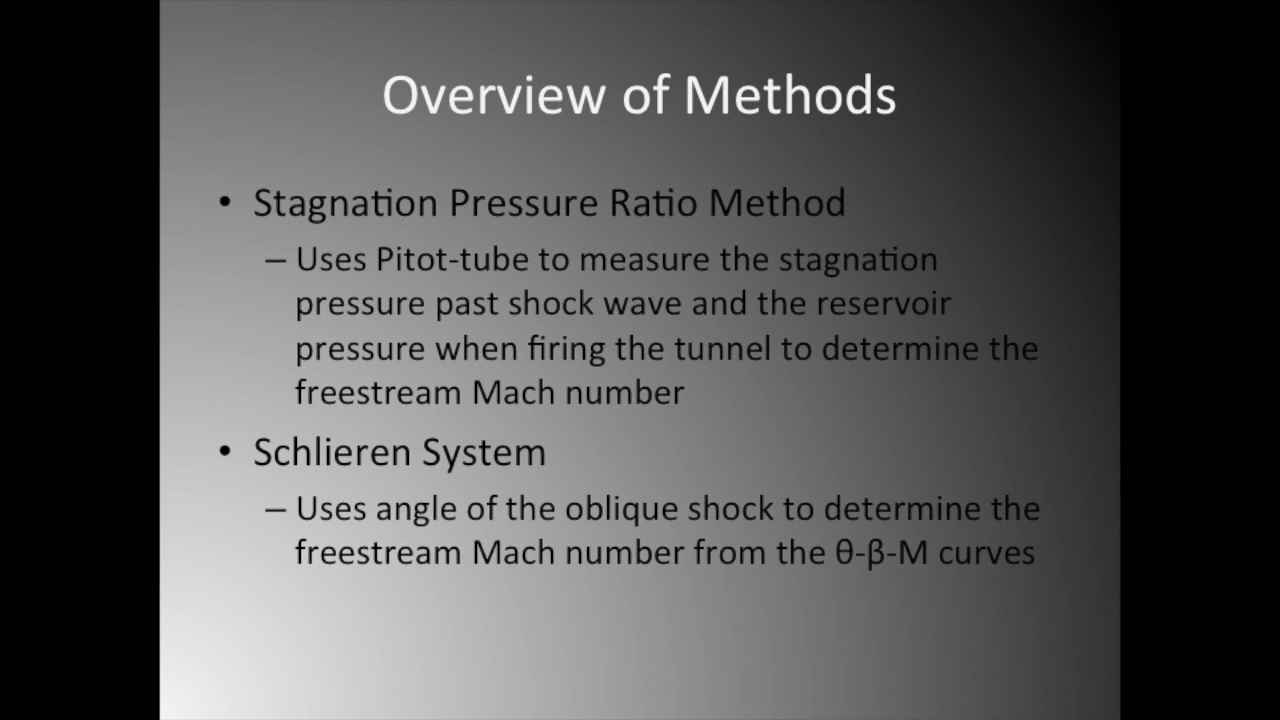 Overview of Methods
• Stagnation Pressure Ratio Method
– Uses Pitot-tube to measure the stagnation
pressure past shock wave and the reservoir
pressure when firing the tunnel to determine the
freestream Mach number
• Schlieren System
– Uses angle of the oblique shock to determine the
freestream Mach number from the θ-β-M curves